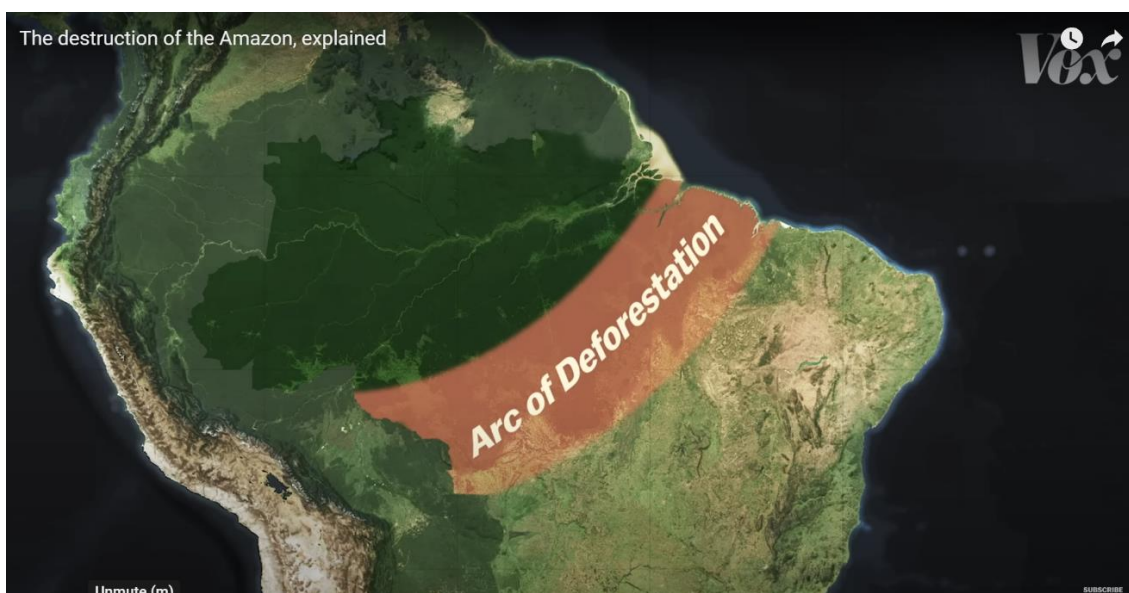 The destruction of the Amazon, explained
Vox
Arc of Deforestation
Unmute (m)
SUBSCRIBE